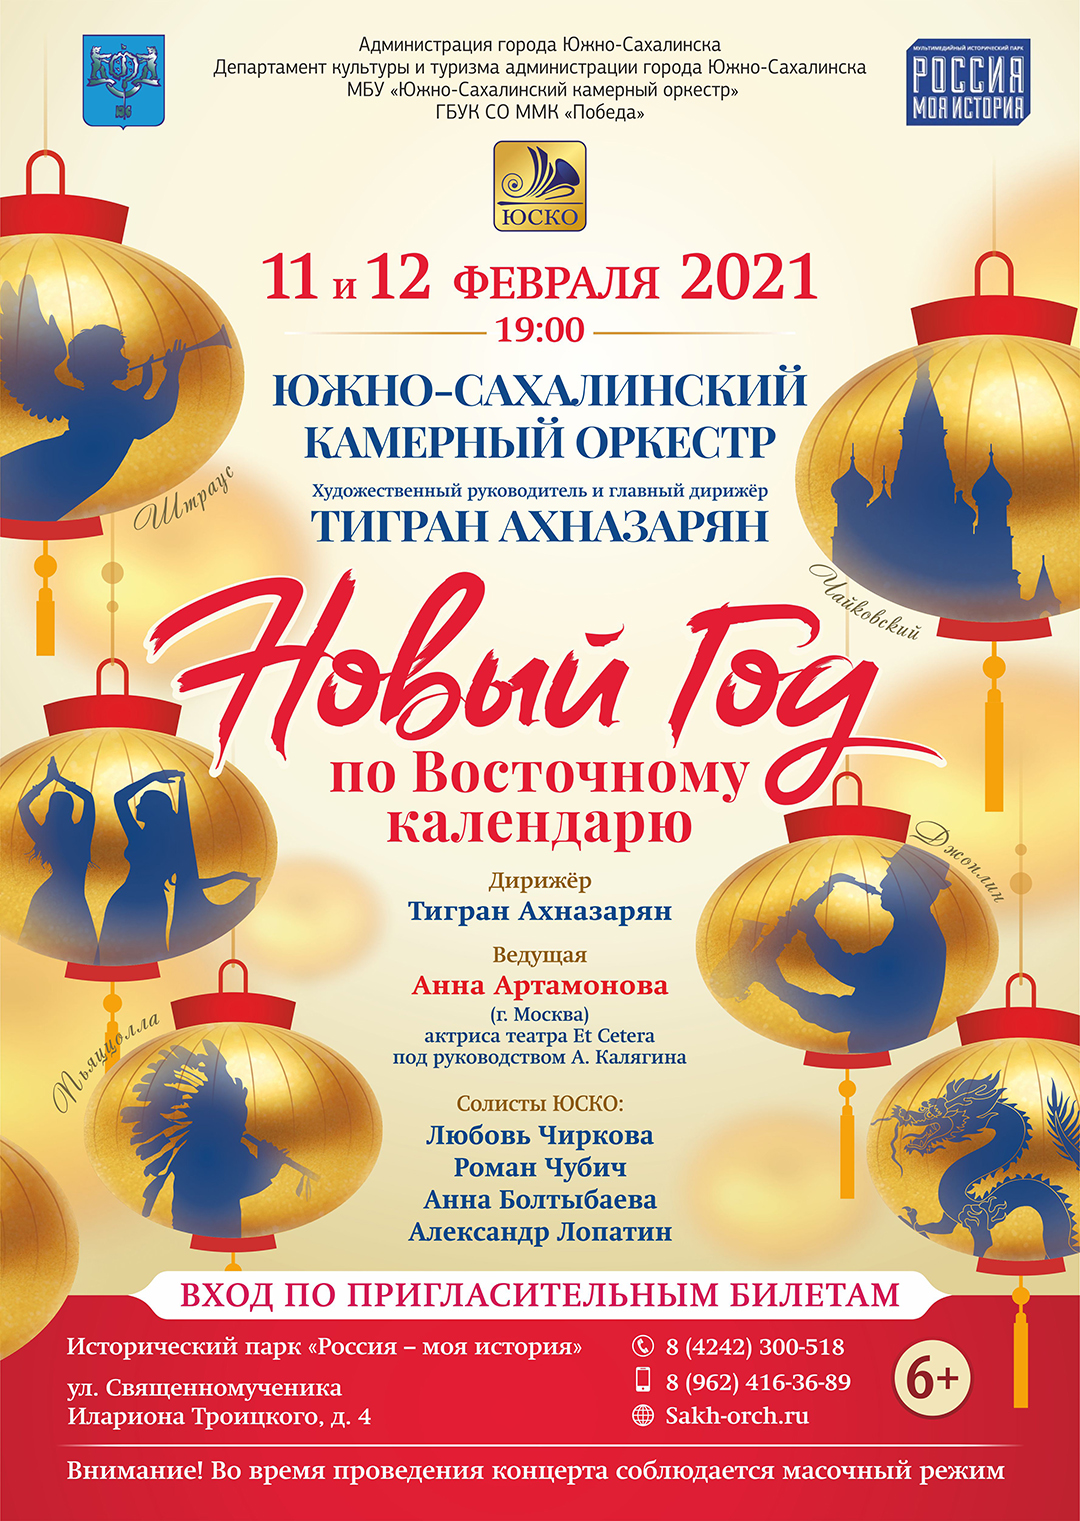 Администрация города Южно-Сахалинска
Департамент культуры и туризма администрации города Южно-Сахалинска
МБУ «Южно-Сахалинский камерный оркестр»
ГБУК СО ММК «Победа»
МУЛЬТИМЕДИЙНЫЙ ИСТОРИЧЕСКИЙ ПАРК
РОССИЯ
МОЯ ИСТОРИЯ
ЮСКО
11 и 12 ФЕВРАЛЯ 2021
19:00
ЮЖНО-САХАЛИНСКИЙ
КАМЕРНЫЙ ОРКЕСТР
Художественный руководитель и главный дирижёр
ТИГРАН АХНАЗАРЯН
Штраус
Чайковский
Новый Год
по Восточному
календарю
Джоплин
Пьяццолла
Дирижёр
Тигран Ахназарян
Ведущая
Анна Артамонова
(г. Москва)
актриса театра Et Cetera
под руководством А. Калягина
Солисты ЮСКО:
Любовь Чиркова
Роман Чубич
Анна Болтыбаева
Александр Лопатин
ВХОД ПО ПРИГЛАСИТЕЛЬНЫМ БИЛЕТАМ
Исторический парк «Россия – моя история»
ул. Священномученика
Илариона Троицкого, д. 4
8 (4242) 300-518
8 (962) 416-36-89
Sakh-orch.ru
6+
Внимание! Во время проведения концерта соблюдается масочный режим